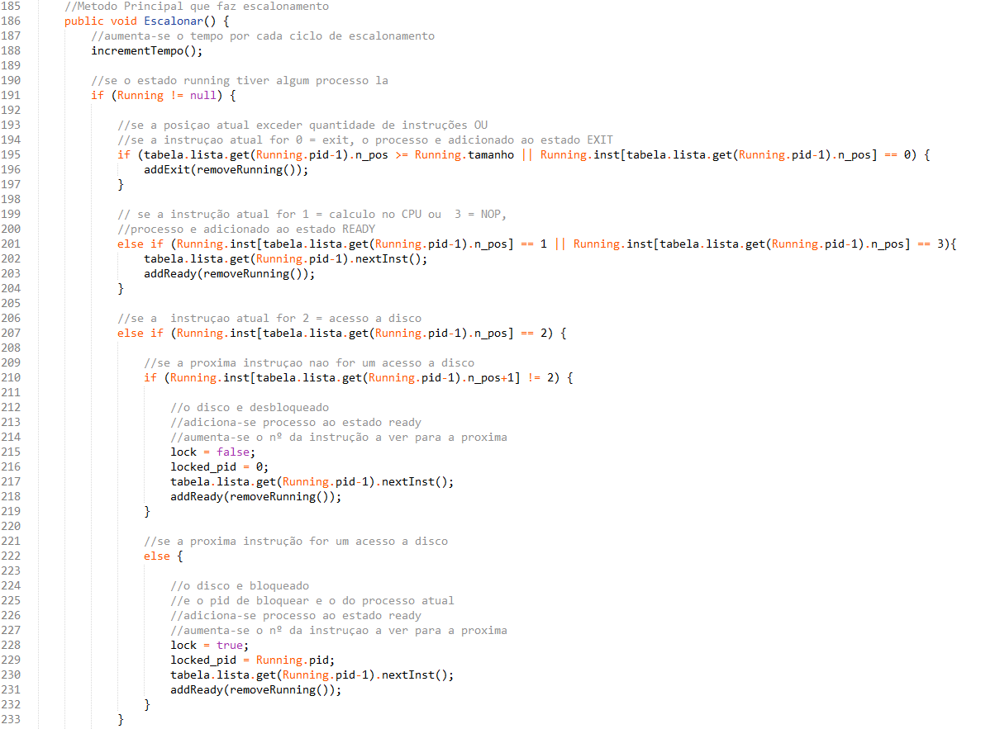 185 //Metodo Principal que faz escalonamento
186 public void Escalonar() {
187 //aumenta-se o tempo por cada ciclo de escalonamento
188 incrementTempo();
189
190 //se o estado running tiver algum processo la
191 if (Running != null) {
192
193 //se a posiçao atual exceder quantidade de instruções OU
194 //se a instruçao atual for 0 = exit, o processo e adicionado ao estado EXIT
195 if (tabela.lista.get(Running.pid-1).n_pos >= Running.tamanho || Running.inst[tabela.lista.get(Running.pid-1).n_pos] == 0) {
196 addExit(removeRunning());
197 }
198
199 // se a instrução atual for 1 = calculo no CPU ou  3 = NOP,
200 //processo e adicionado ao estado READY
201 else if (Running.inst[tabela.lista.get(Running.pid-1).n_pos] == 1 || Running.inst[tabela.lista.get(Running.pid-1).n_pos] == 3){
202 tabela.lista.get(Running.pid-1).nextInst();
203 addReady(removeRunning());
204 }
205
206 //se a  instruçao atual for 2 = acesso a disco
207 else if (Running.inst[tabela.lista.get(Running.pid-1).n_pos] == 2) {
208
209 //se a proxima instruçao nao for um acesso a disco
210 if (Running.inst[tabela.lista.get(Running.pid-1).n_pos+1] != 2) {
211
212 //o disco e desbloqueado
213 //adiciona-se processo ao estado ready
214 //aumenta-se o nº da instrução a ver para a proxima
215 lock = false;
216 locked_pid = 0;
217 tabela.lista.get(Running.pid-1).nextInst();
218 addReady(removeRunning());
219 }
220
221 //se a proxima instrução for um acesso a disco
222 else {
223
224 //o disco e bloqueado
225 //e o pid de bloquear e o do processo atual
226 //adiciona-se processo ao estado ready
227 //aumenta-se o nº da instruçao a ver para a proxima
228 lock = true;
229 locked_pid = Running.pid;
230 tabela.lista.get(Running.pid-1).nextInst();
231 addReady(removeRunning());
232 }
233 }